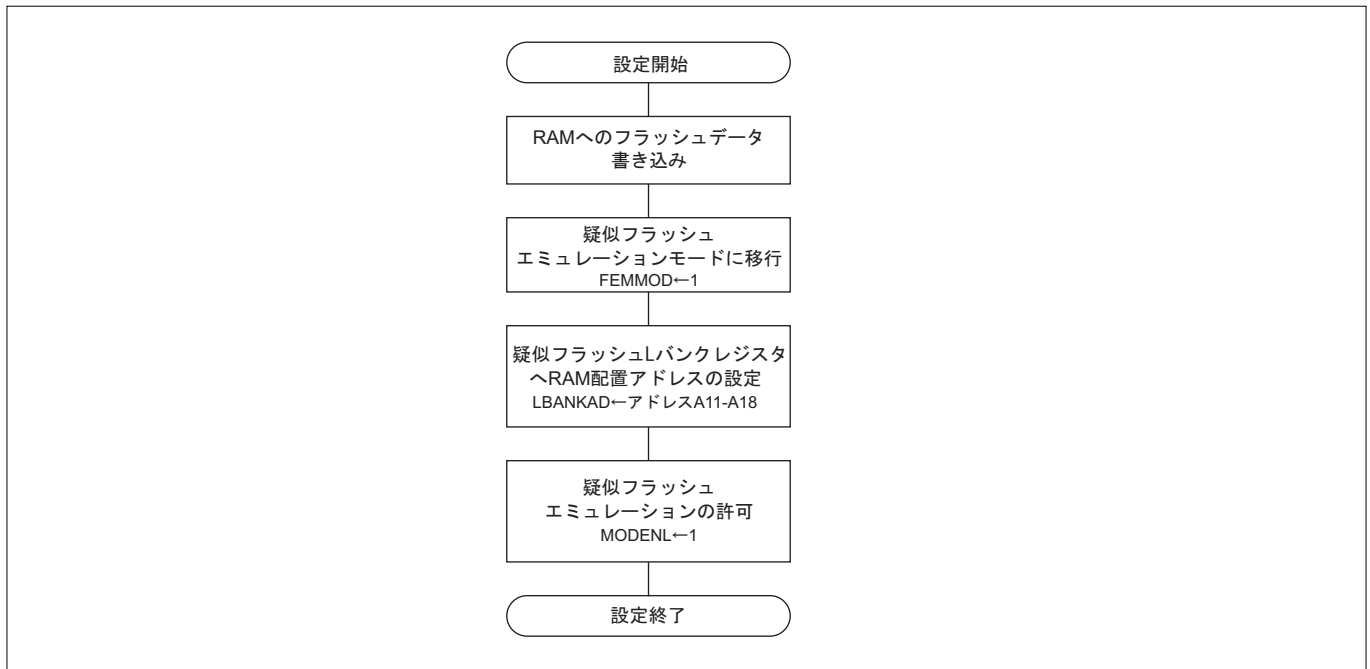 設定開始
RAMへのフラッシュデータ
書き込み
疑似フラッシュ
エミュレーションモードに移行
FEMMOD←1
疑似フラッシュLバンクレジスタ
へRAM配置アドレスの設定
LBANKAD←アドレスA11-A18
疑似フラッシュ
エミュレーションの許可
MODENL←1
設定終了